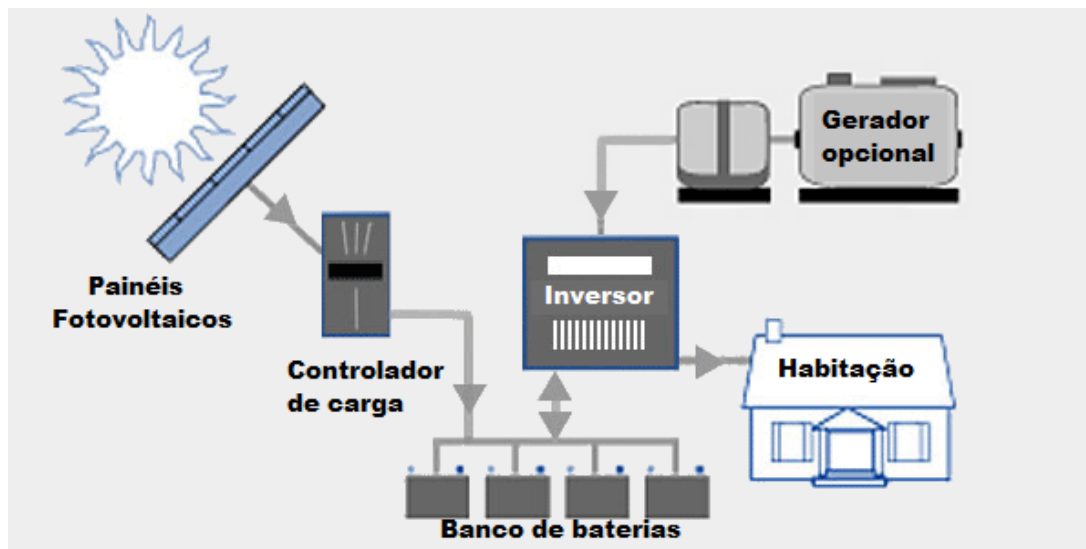 Gerador
opcional
Painéis
Fotovoltaicos
Inversor
Controlador
de carga
Habitação
Banco de baterias